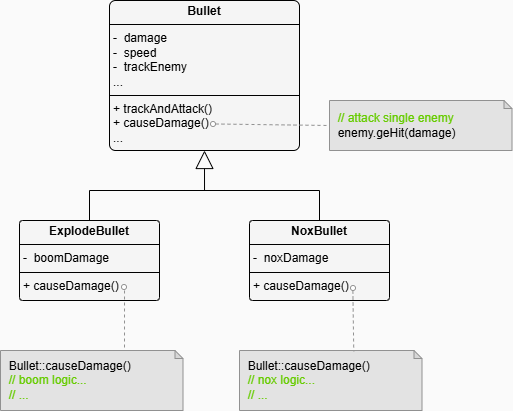 Bullet
- damage
- speed
- trackEnemy
...
+ trackAndAttack()
+ causeDamage()
...
// attack single enemy
enemy.geHit(damage)
ExplodeBullet
- boomDamage
+ causeDamage()
NoxBullet
- noxDamage
+ causeDamage()
Bullet::causeDamage()
// boom logic...
// ...
Bullet::causeDamage()
// nox logic...
// ...